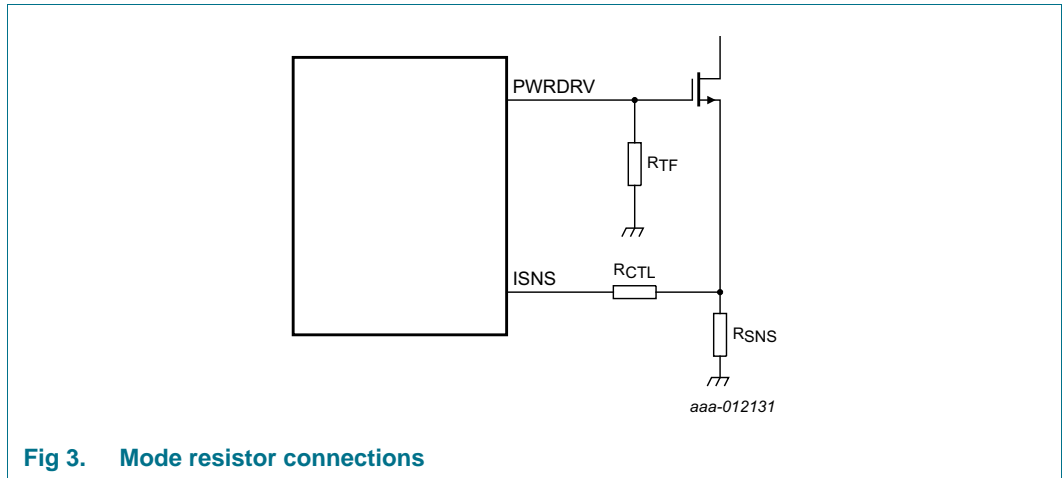 PWRDRV
RTF
ISNS
RCTL
RSNS
aaa-012131
Fig 3. Mode resistor connections